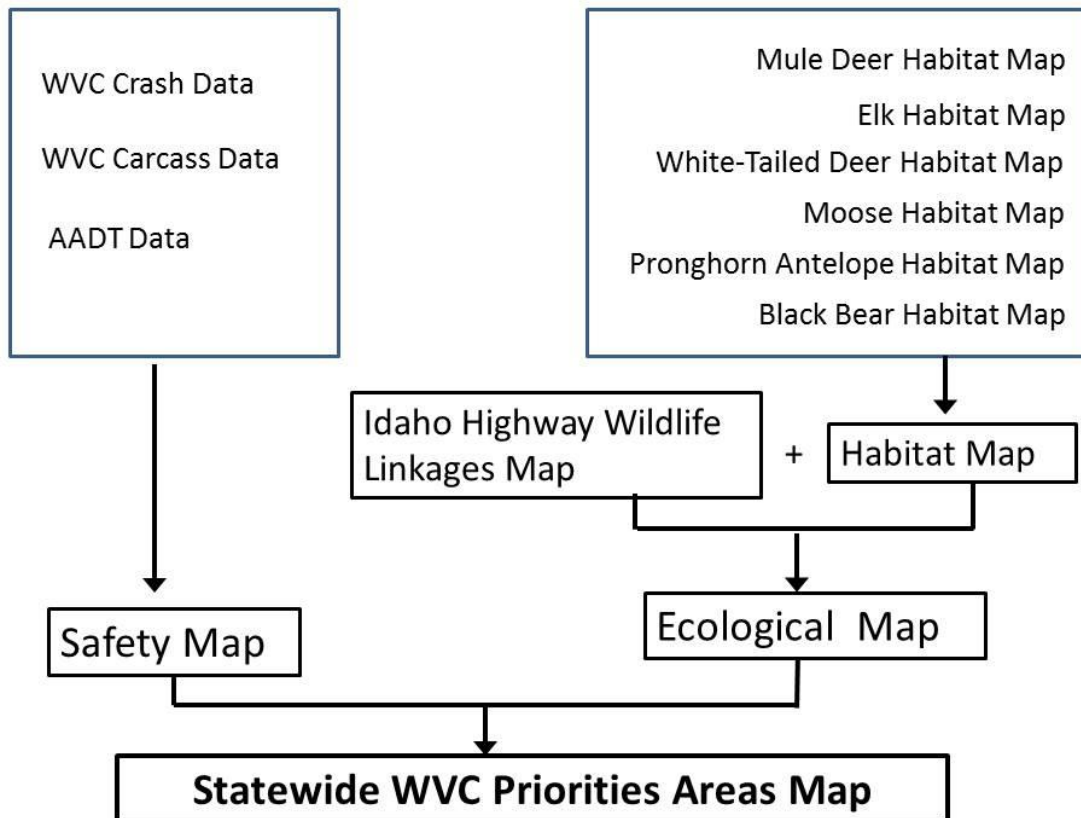 WVC Crash Data
WVC Carcass Data
AADT Data
Mule Deer Habitat Map
Elk Habitat Map
White-Tailed Deer Habitat Map
Moose Habitat Map
Pronghorn Antelope Habitat Map
Black Bear Habitat Map
Idaho Highway Wildlife
Linkages Map
+
Habitat Map
Safety Map
Ecological Map
Statewide WVC Priorities Areas Map